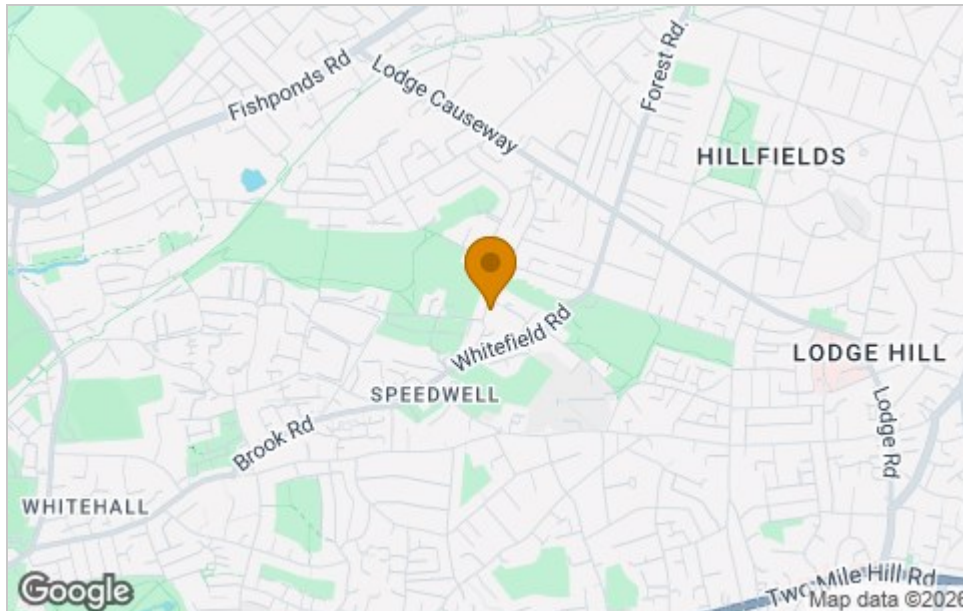 Fishponds Rd
Lodge Causeway
Forest Rd
HILLFIELDS
Whitefield Rd
LODGE HILL
SPEEDWELL
Lodge Rd
Brook Rd
WHITEHALL
Two Mile Hill Rd
Google
Map data ©2026